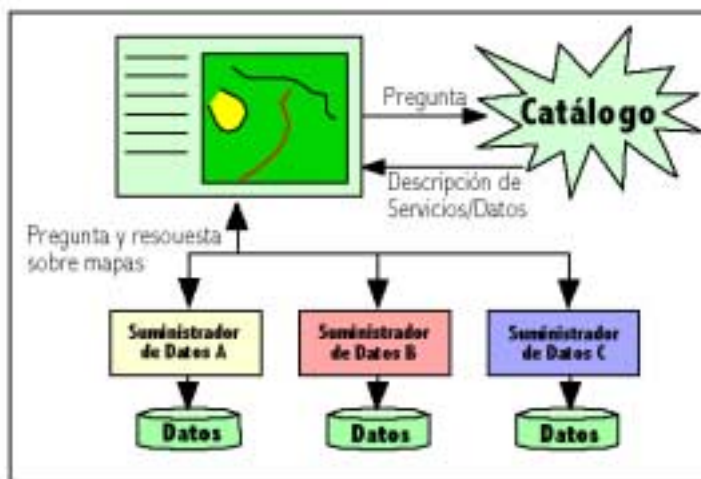 Pregunta
Catálogo
Descripción de
Servicios/Datos
Pregunta y resouesta
sobre mapas
Suministrador
de Datos A
Suministrador
de Datos B
Suministrador
de Datos C
Datos
Datos
Datos